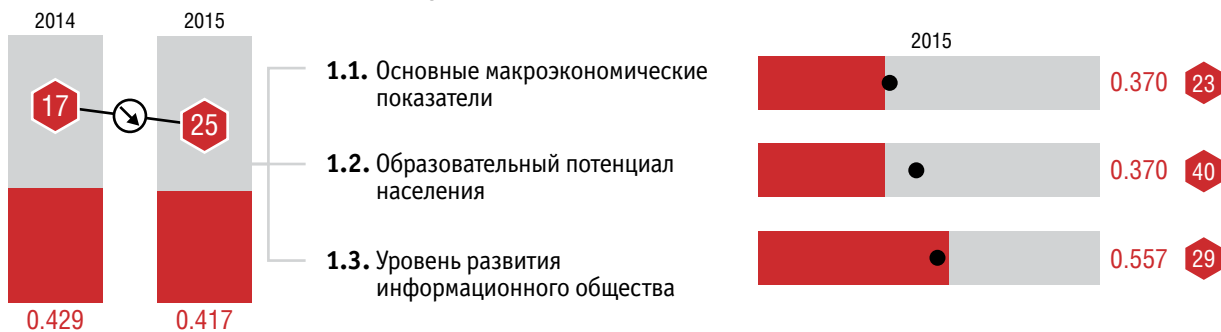 2014
2015
17
25
0.429
0.417
1.1. Основные макроэкономические
показатели
1.2. Образовательный потенциал
населения
1.3. Уровень развития
информационного общества
2015
0.370
23
0.370
40
0.557
29